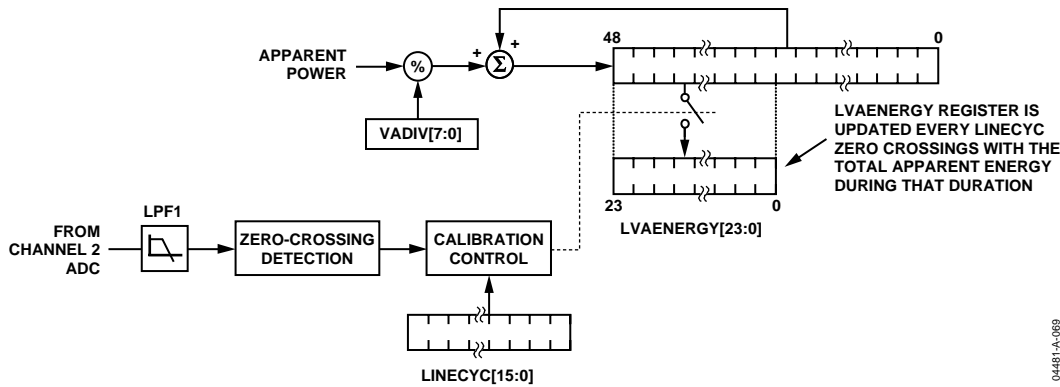 48
0
APPARENT
POWER
%
+
+
Σ
VADIV[7:0]
LVAENERGY REGISTER IS
UPDATED EVERY LINECYC
ZERO CROSSINGS WITH THE
TOTAL APPARENT ENERGY
DURING THAT DURATION
23
0
LVAENERGY[23:0]
LPF1
FROM
CHANNEL 2
ADC
ZERO-CROSSING
DETECTION
CALIBRATION
CONTROL
LINECYC[15:0]
04481-A-069